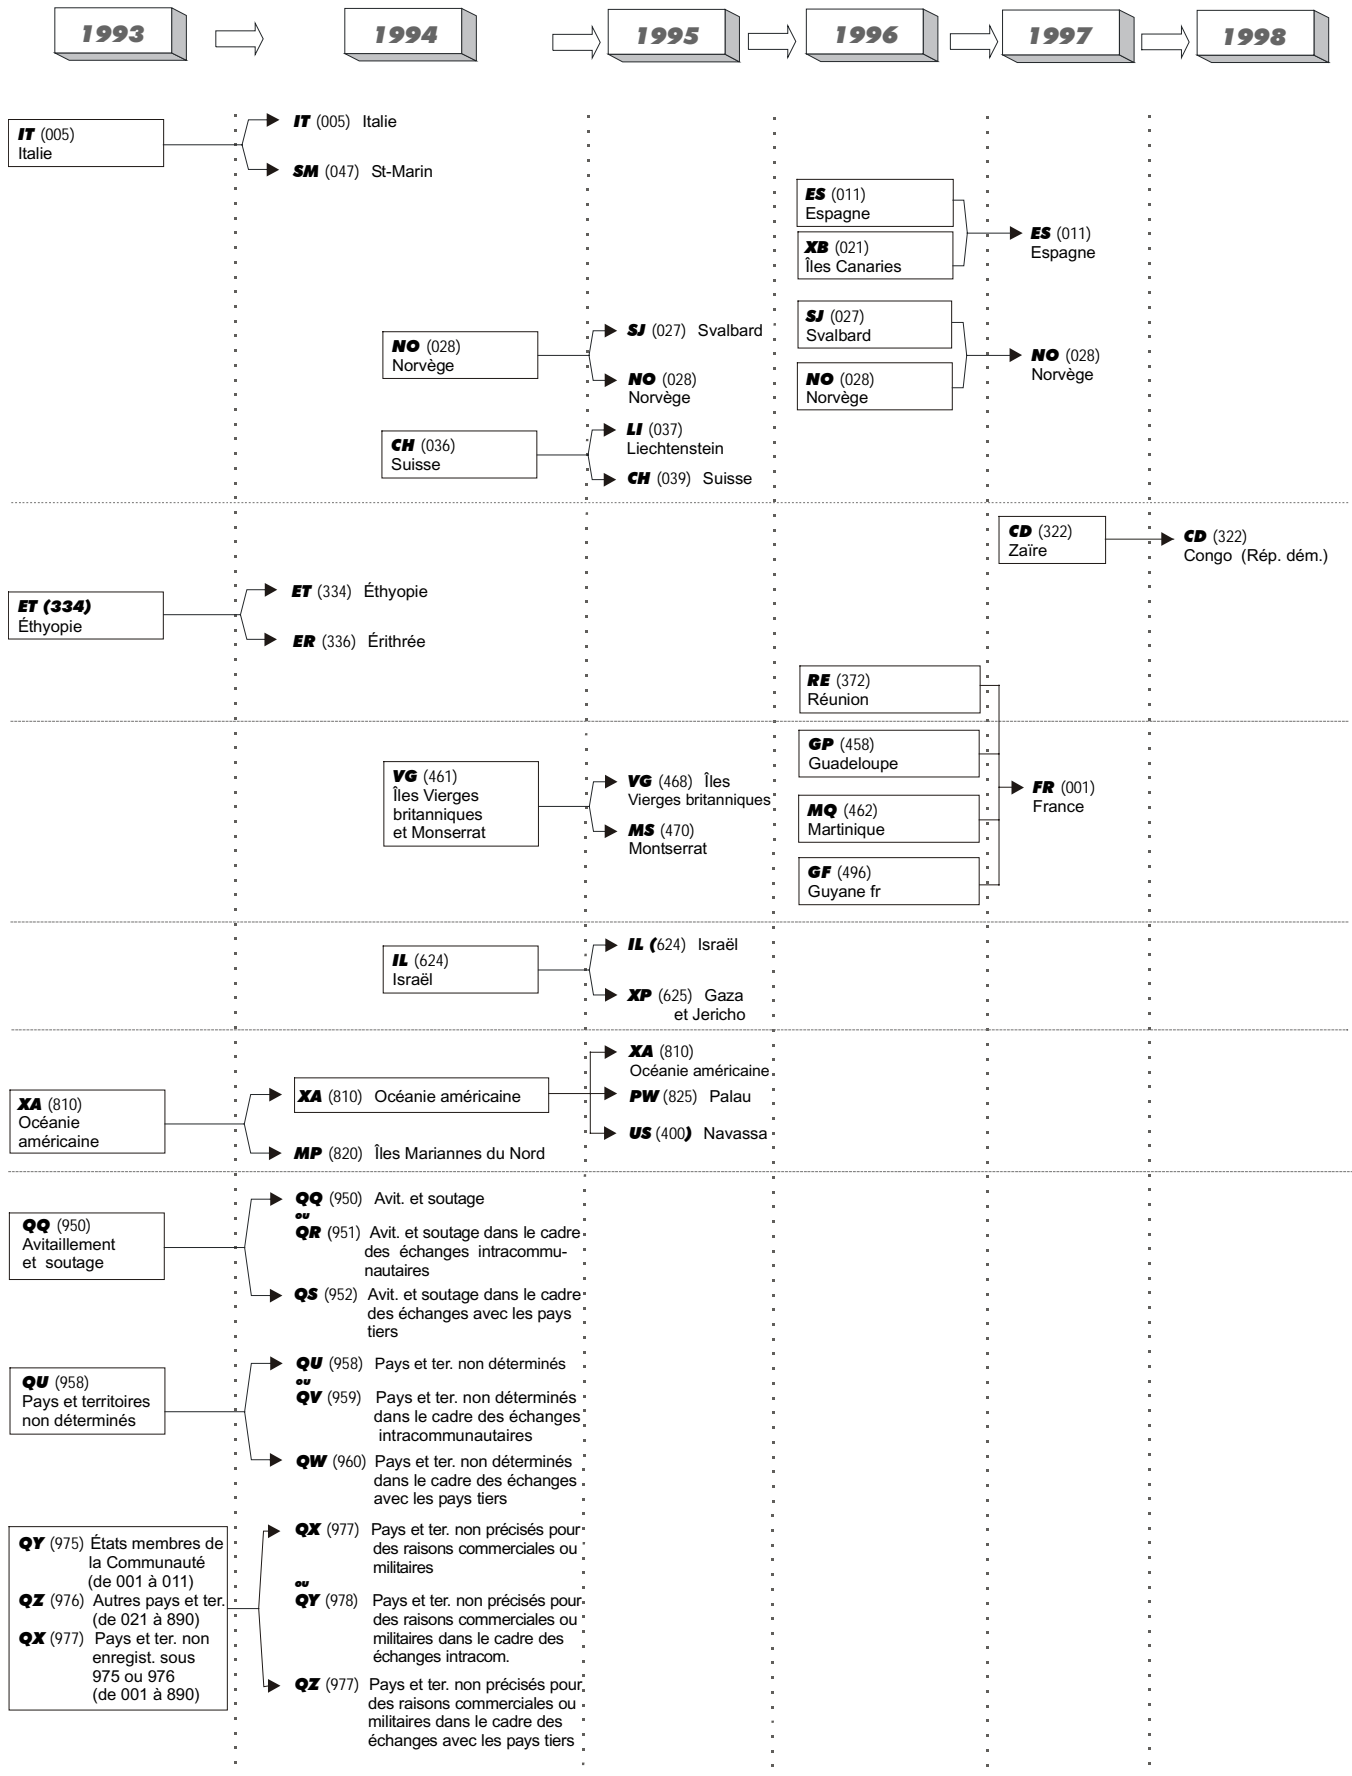 1993
1994
1995
1996
1997
1998
IT (005)
Italie
IT (005) Italie
SM (047) St-Marin
ES (011)
Espagne
XB (021)
Îles Canaries
ES (011)
Espagne
NO (028)
Norvège
SJ (027) Svalbard
NO (028)
Norvège
SJ (027)
Svalbard
NO (028)
Norvège
NO (028)
Norvège
CH (036)
Suisse
LI (037)
Liechtenstein
CH (039) Suisse
CD (322)
Zaïre
CD (322)
Congo (Rép. dém.)
ET (334)
Éthyopie
ET (334) Éthyopie
ER (336) Érithrée
RE (372)
Réunion
GP (458)
Guadeloupe
MQ (462)
Martinique
GF (496)
Guyane fr
FR (001)
France
VG (461)
Îles Vierges
britanniques
et Monserrat
VG (468) Îles
Vierges britanniques
MS (470)
Montserrat
IL (624)
Israël
IL (624) Israël
XP (625) Gaza
et Jericho
XA (810)
Océanie
américaine
XA (810) Océanie américaine
MP (820) Îles Mariannes du Nord
XA (810)
Océanie américaine
PW (825) Palau
US (400) Navassa
QQ (950)
Avitaillement
et soutage
QQ (950) Avit. et soutage
ou
QR (951) Avit. et soutage dans le cadre
des échanges intracommu-
nautaires
QS (952) Avit. et soutage dans le cadre
des échanges avec les pays
tiers
QU (958)
Pays et territoires
non déterminés
QU (958) Pays et ter. non déterminés
ou
QV (959) Pays et ter. non déterminés
dans le cadre des échanges
intracommunautaires
QW (960) Pays et ter. non déterminés
dans le cadre des échanges
avec les pays tiers
QY (975) États membres de
la Communauté
(de 001 à 011)
QZ (976) Autres pays et ter.
(de 021 à 890)
QX (977) Pays et ter. non
enregist. sous
975 ou 976
(de 001 à 890)
QX (977) Pays et ter. non précisés pour
des raisons commerciales ou
militaires
ou
QY (978) Pays et ter. non précisés pour
des raisons commerciales ou
militaires dans le cadre des
échanges intracom.
QZ (977) Pays et ter. non précisés pour
des raisons commerciales ou
militaires dans le cadre des
échanges avec les pays tiers